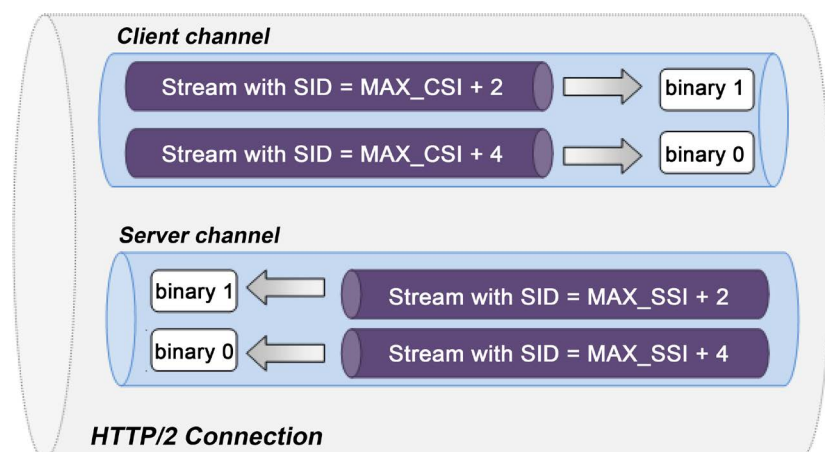 Client channel
Stream with SID = MAX_CSI + 2
binary 1
Stream with SID = MAX_CSI + 4
binary 0
Server channel
binary 1
Stream with SID = MAX_SSI + 2
binary 0
Stream with SID = MAX_SSI + 4
HTTP/2 Connection